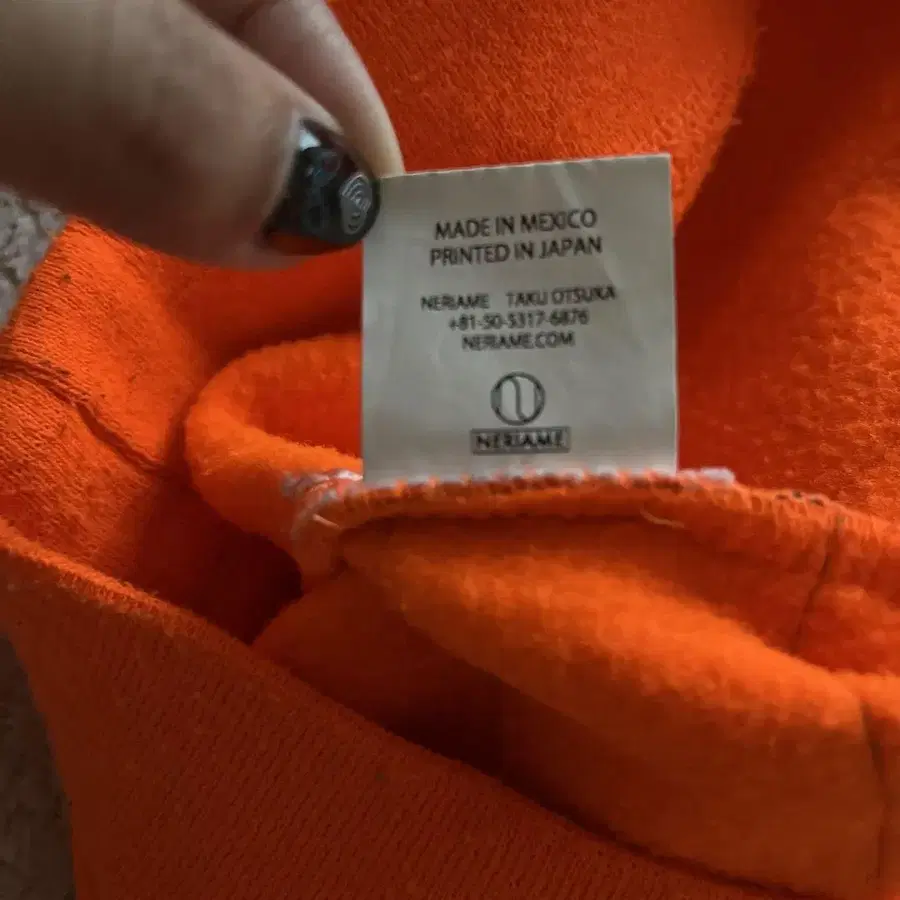 MADE IN MEXICO
PRINTED IN JAPAN
NERIAME TAKU OTSUKA
+81-50-5317-6876
NERIAME.COM
NERIAME